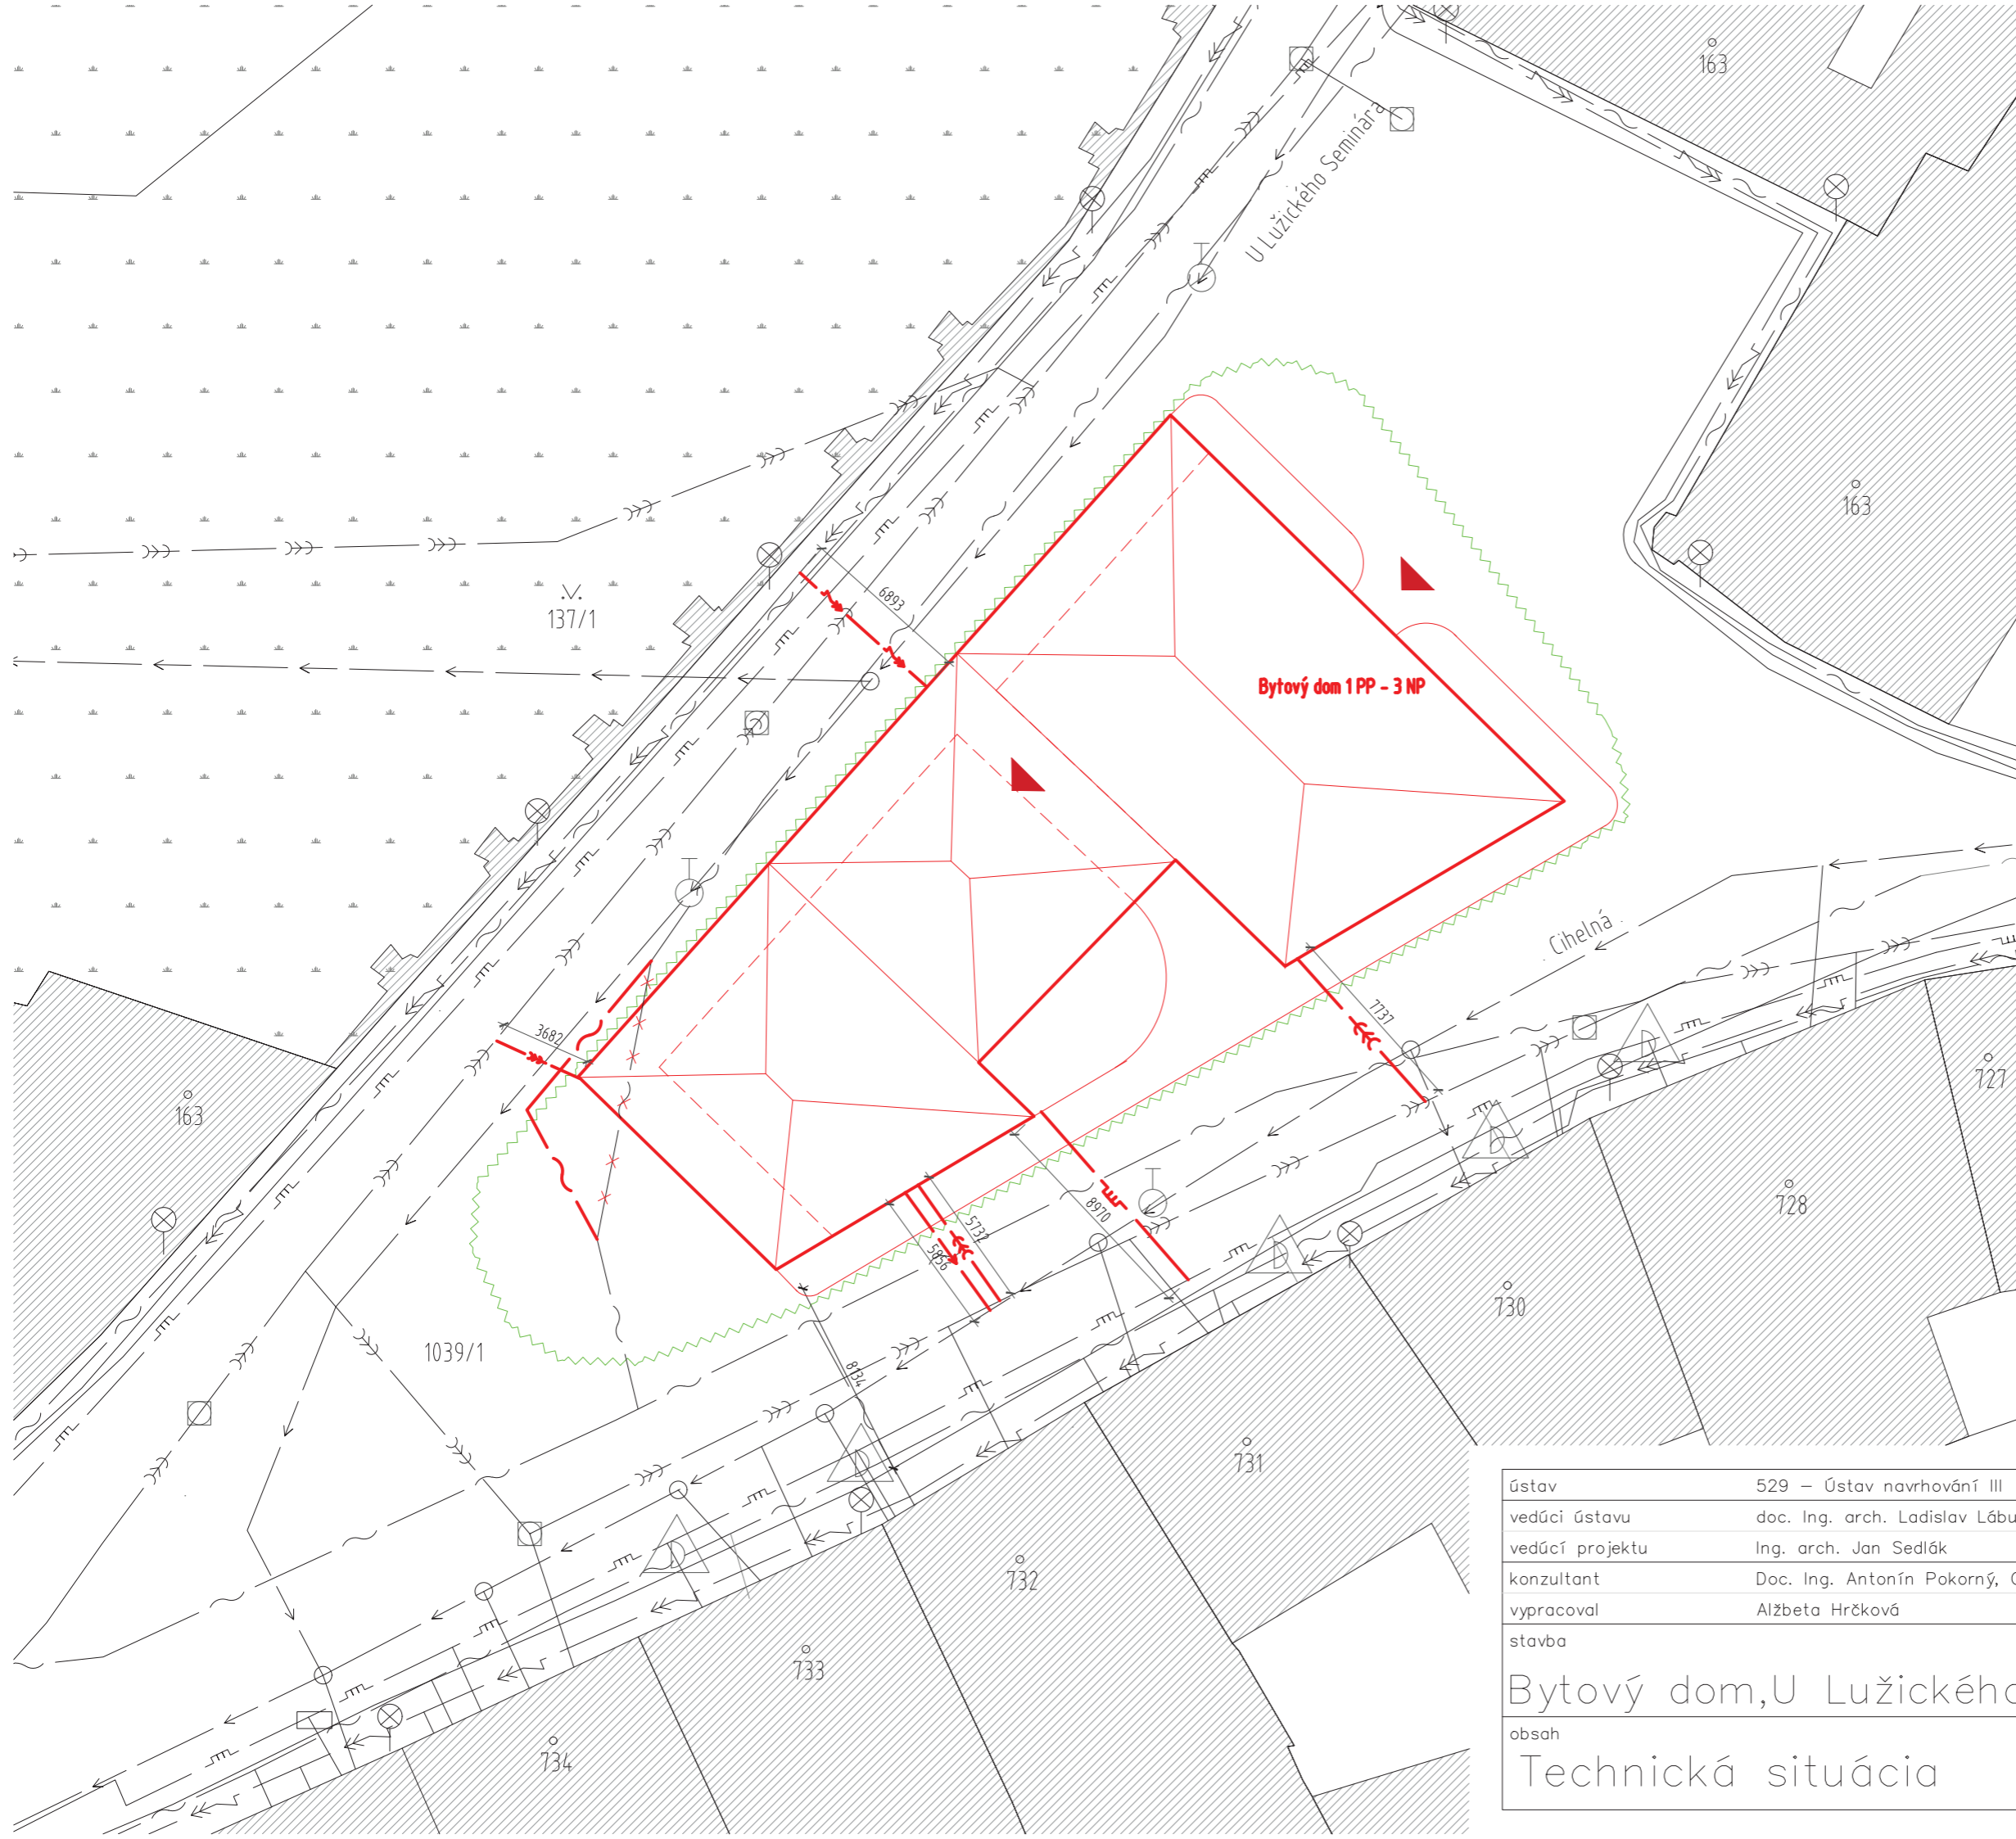 163
U Lužického Seminára
163
6893
137/1
Bytový dom 1 PP - 3 NP
Cihelná
7737
3682
163
727
728
8970
5732
5856
730
1039/1
8134
731
732
733
734
ústav 529 – Ústav navrhování III
vedúci ústavu doc. Ing. arch. Ladislav Lábu
vedúcí projektu Ing. arch. Jan Sedlák
konzultant Doc. Ing. Antonín Pokorný, C
vypracoval Alžbeta Hrčková
stavba
Bytový dom,U Lužického
obsah
Technická situácia